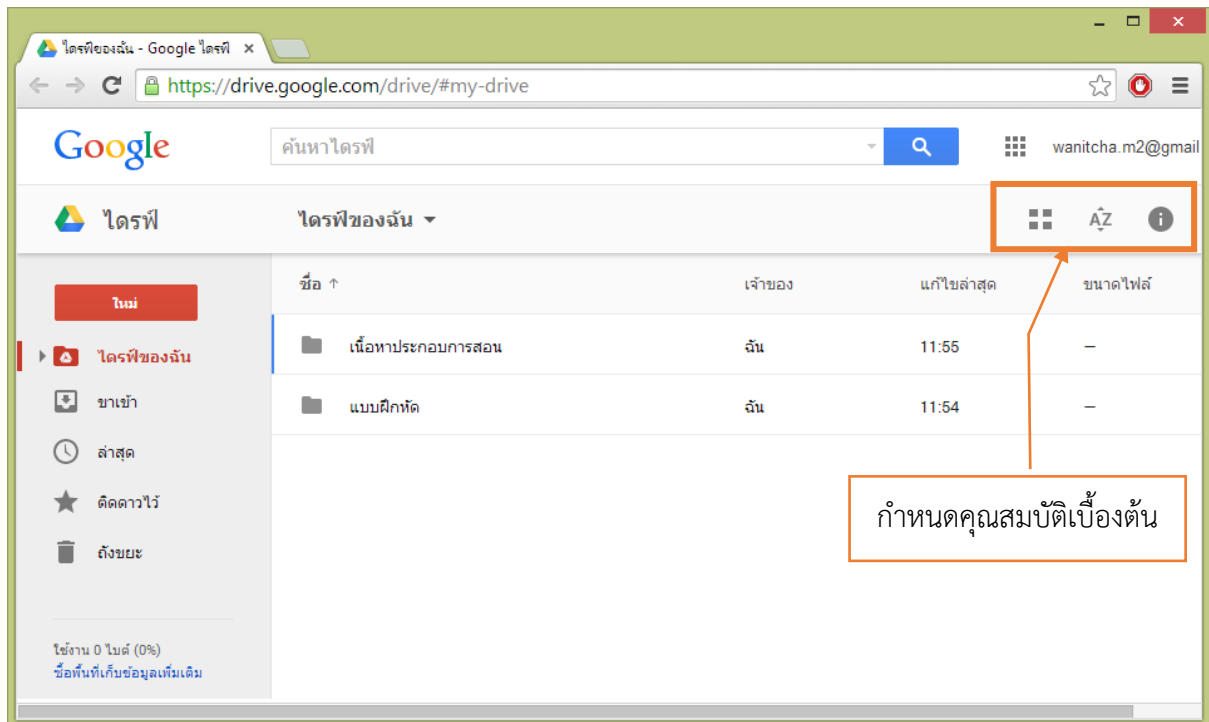 ไดรฟ์ของฉัน - Google ไดรฟ์ ×
https://drive.google.com/drive/#my-drive
Google ค้นหาไดรฟ์ wanitcha.m2@gmail
ไดรฟ์ ไดรฟ์ของฉัน AZ i
ชื่อ ↑ เจ้าของ แก้ไขล่าสุด ขนาดไฟล์
ใหม่
เนื้อหาประกอบการสอน ฉัน 11:55 –
ไดรฟ์ของฉัน
ขาเข้า
แบบฝึกหัด ฉัน 11:54 –
ล่าสุด
ติดดาวไว้
ถังขยะ
กำหนดคุณสมบัติเบื้องต้น
ใช้งาน 0 ไบต์ (0%)
ซื้อพื้นที่เก็บข้อมูลเพิ่มเติม